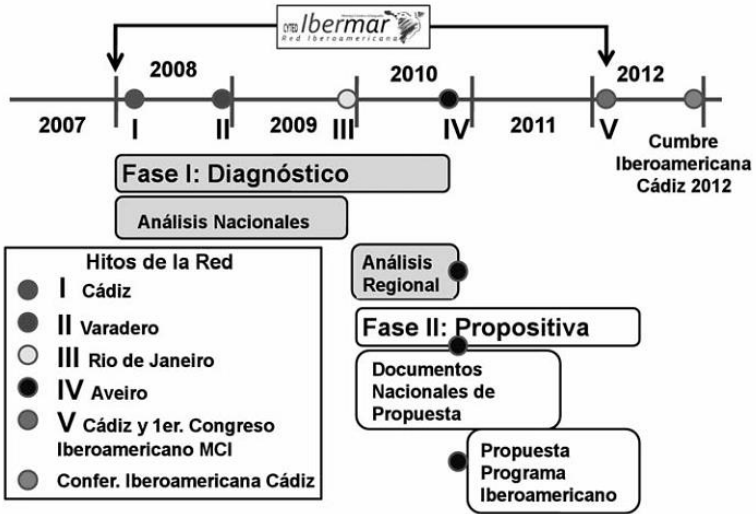 CYTED Ibermar
Red Iberoamericana
2008
2010
2012
2007
I
II
2009
III
IV
2011
V
Cumbre
Iberoamericana
Cádiz 2012
Fase I: Diagnóstico
Análisis Nacionales
Hitos de la Red
I Cádiz
II Varadero
III Rio de Janeiro
IV Aveiro
V Cádiz y 1er. Congreso
Iberoamericano MCI
Confer. Iberoamericana Cádiz
Análisis
Regional
Fase II: Propositiva
Documentos
Nacionales de
Propuesta
Propuesta
Programa
Iberoamericano